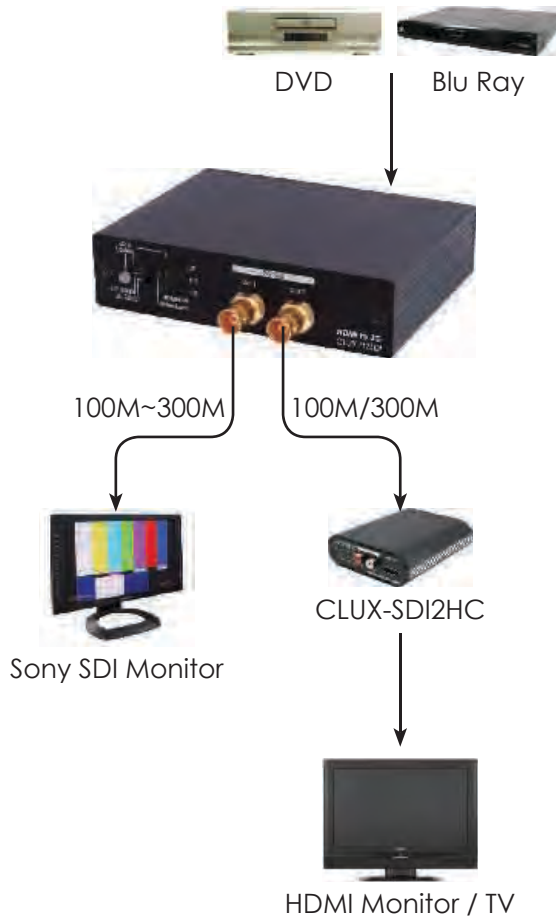 DVD
Blu Ray
100M~300M
100M/300M
CLUX-SDI2HC
Sony SDI Monitor
HDMI Monitor / TV